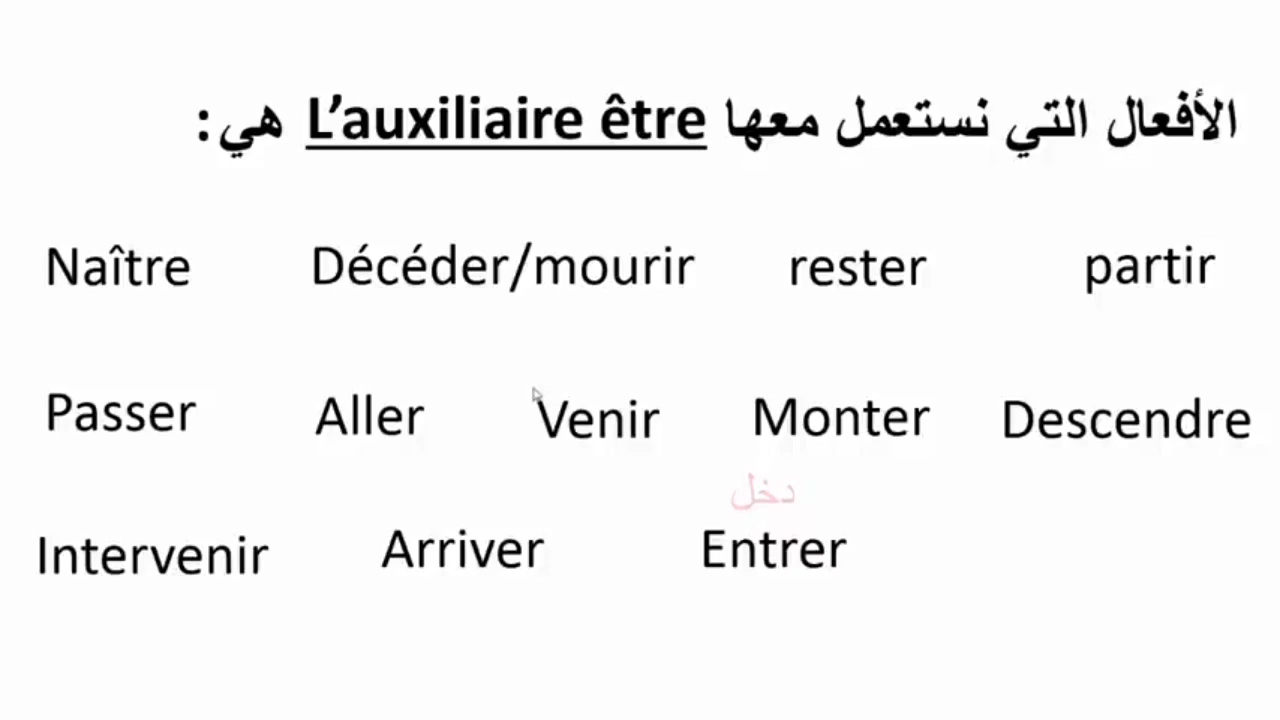 الأفعال التي نستعمل معها L’auxiliaire être هي :
Naître Décéder/mourir rester partir
Passer Aller Venir Monter Descendre
دخل
Intervenir Arriver Entrer